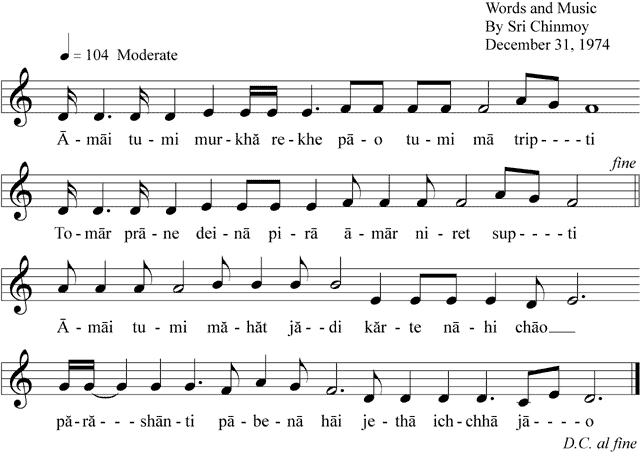 Words and Music
By Sri Chinmoy
December 31, 1974
= 104 Moderate
Ā - māi tu - mi mur - khă re - khe pā - o tu - mi mā trip - - - - ti
fine
To - mār prā - ne dei - nā pi - rā ā - mār ni - ret sup - - - - - ti
Ā - māi tu - mi mă - hăt jă - - di kăr - te nā - hi chāo
pă - ră - - - shān - ti pā - be - nā hāi je - thā ich - chhā jā - - - - o
D.C. al fine